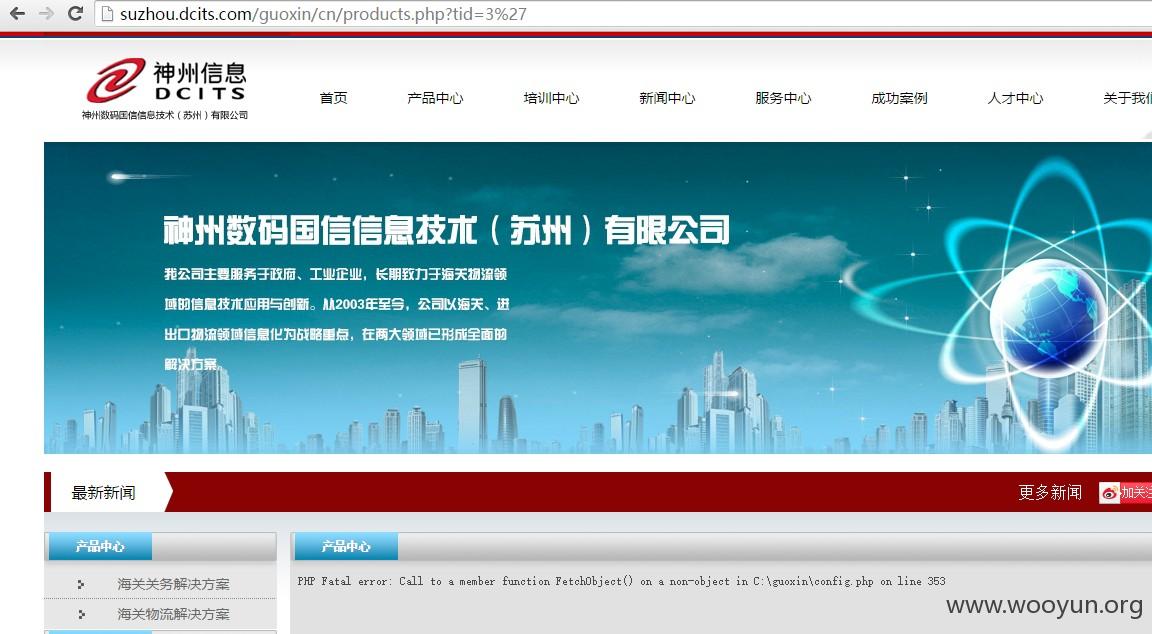 suzhou.dcits.com/guoxin/cn/products.php?tid=3%27
神州信息
DCITS
神州数码国信信息技术（苏州）有限公司
首页 产品中心 培训中心 新闻中心 服务中心 成功案例 人才中心 关于我们
神州数码国信信息技术（苏州）有限公司
我公司主要服务于政府、工业企业，长期致力于海关物流领
域的信息技术应用与创新。从2003年至今，公司以海关、进
出口物流领域信息化为战略重点，在两大领域已形成全面的
解决方案。
最新新闻 更多新闻 加关注
产品中心 产品中心
海关关务解决方案
海关物流解决方案
PHP Fatal error: Call to a member function FetchObject() on a non-object in C:\guoxin\config.php on line 353
www.wooyun.org